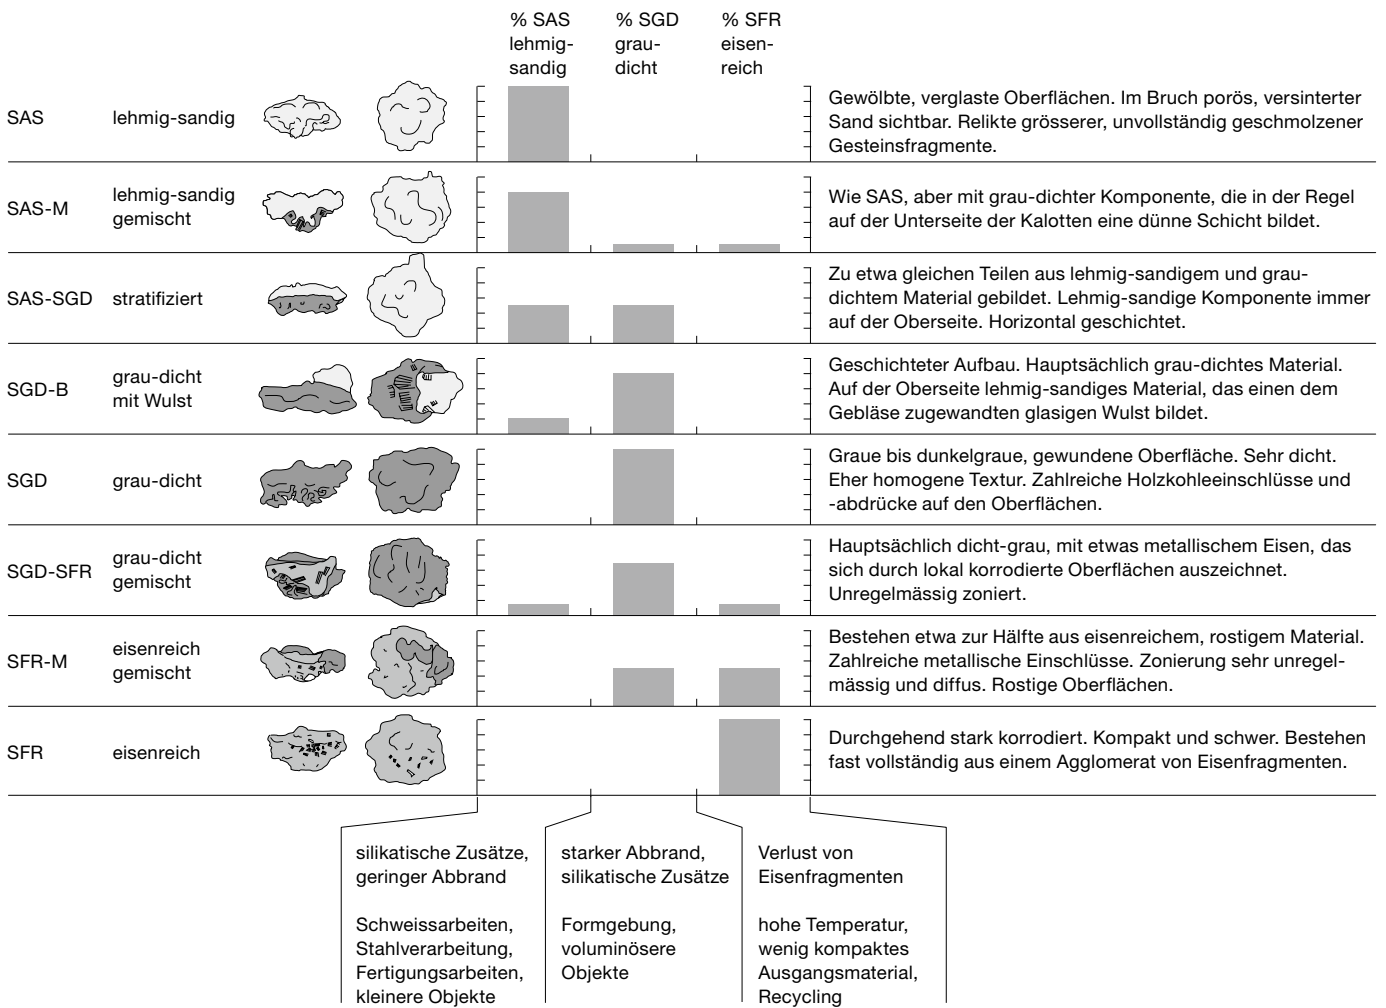 % SAS
lehmig-
sandig
% SGD
grau-
dicht
% SFR
eisen-
reich
SAS
lehmig-sandig
Gewölbte, verglaste Oberflächen. Im Bruch porös, versinterter
Sand sichtbar. Relikte grösserer, unvollständig geschmolzener
Gesteinsfragmente.
SAS-M
lehmig-sandig
gemischt
Wie SAS, aber mit grau-dichter Komponente, die in der Regel
auf der Unterseite der Kalotten eine dünne Schicht bildet.
SAS-SGD
stratifiziert
Zu etwa gleichen Teilen aus lehmig-sandigem und grau-
dichtem Material gebildet. Lehmig-sandige Komponente immer
auf der Oberseite. Horizontal geschichtet.
SGD-B
grau-dicht
mit Wulst
Geschichteter Aufbau. Hauptsächlich grau-dichtes Material.
Auf der Oberseite lehmig-sandiges Material, das einen dem
Gebläse zugewandten glasigen Wulst bildet.
SGD
grau-dicht
Graue bis dunkelgraue, gewundene Oberfläche. Sehr dicht.
Eher homogene Textur. Zahlreiche Holzkohleeinschlüsse und
-abdrücke auf den Oberflächen.
SGD-SFR
grau-dicht
gemischt
Hauptsächlich dicht-grau, mit etwas metallischem Eisen, das
sich durch lokal korrodierte Oberflächen auszeichnet.
Unregelmässig zoniert.
SFR-M
eisenreich
gemischt
Bestehen etwa zur Hälfte aus eisenreichem, rostigem Material.
Zahlreiche metallische Einschlüsse. Zonierung sehr unregel-
mässig und diffus. Rostige Oberflächen.
SFR
eisenreich
Durchgehend stark korrodiert. Kompakt und schwer. Bestehen
fast vollständig aus einem Agglomerat von Eisenfragmenten.
silikatische Zusätze,
geringer Abbrand
Schweissarbeiten,
Stahlverarbeitung,
Fertigungsarbeiten,
kleinere Objekte
starker Abbrand,
silikatische Zusätze
Formgebung,
voluminösere
Objekte
Verlust von
Eisenfragmenten
hohe Temperatur,
wenig kompaktes
Ausgangsmaterial,
Recycling